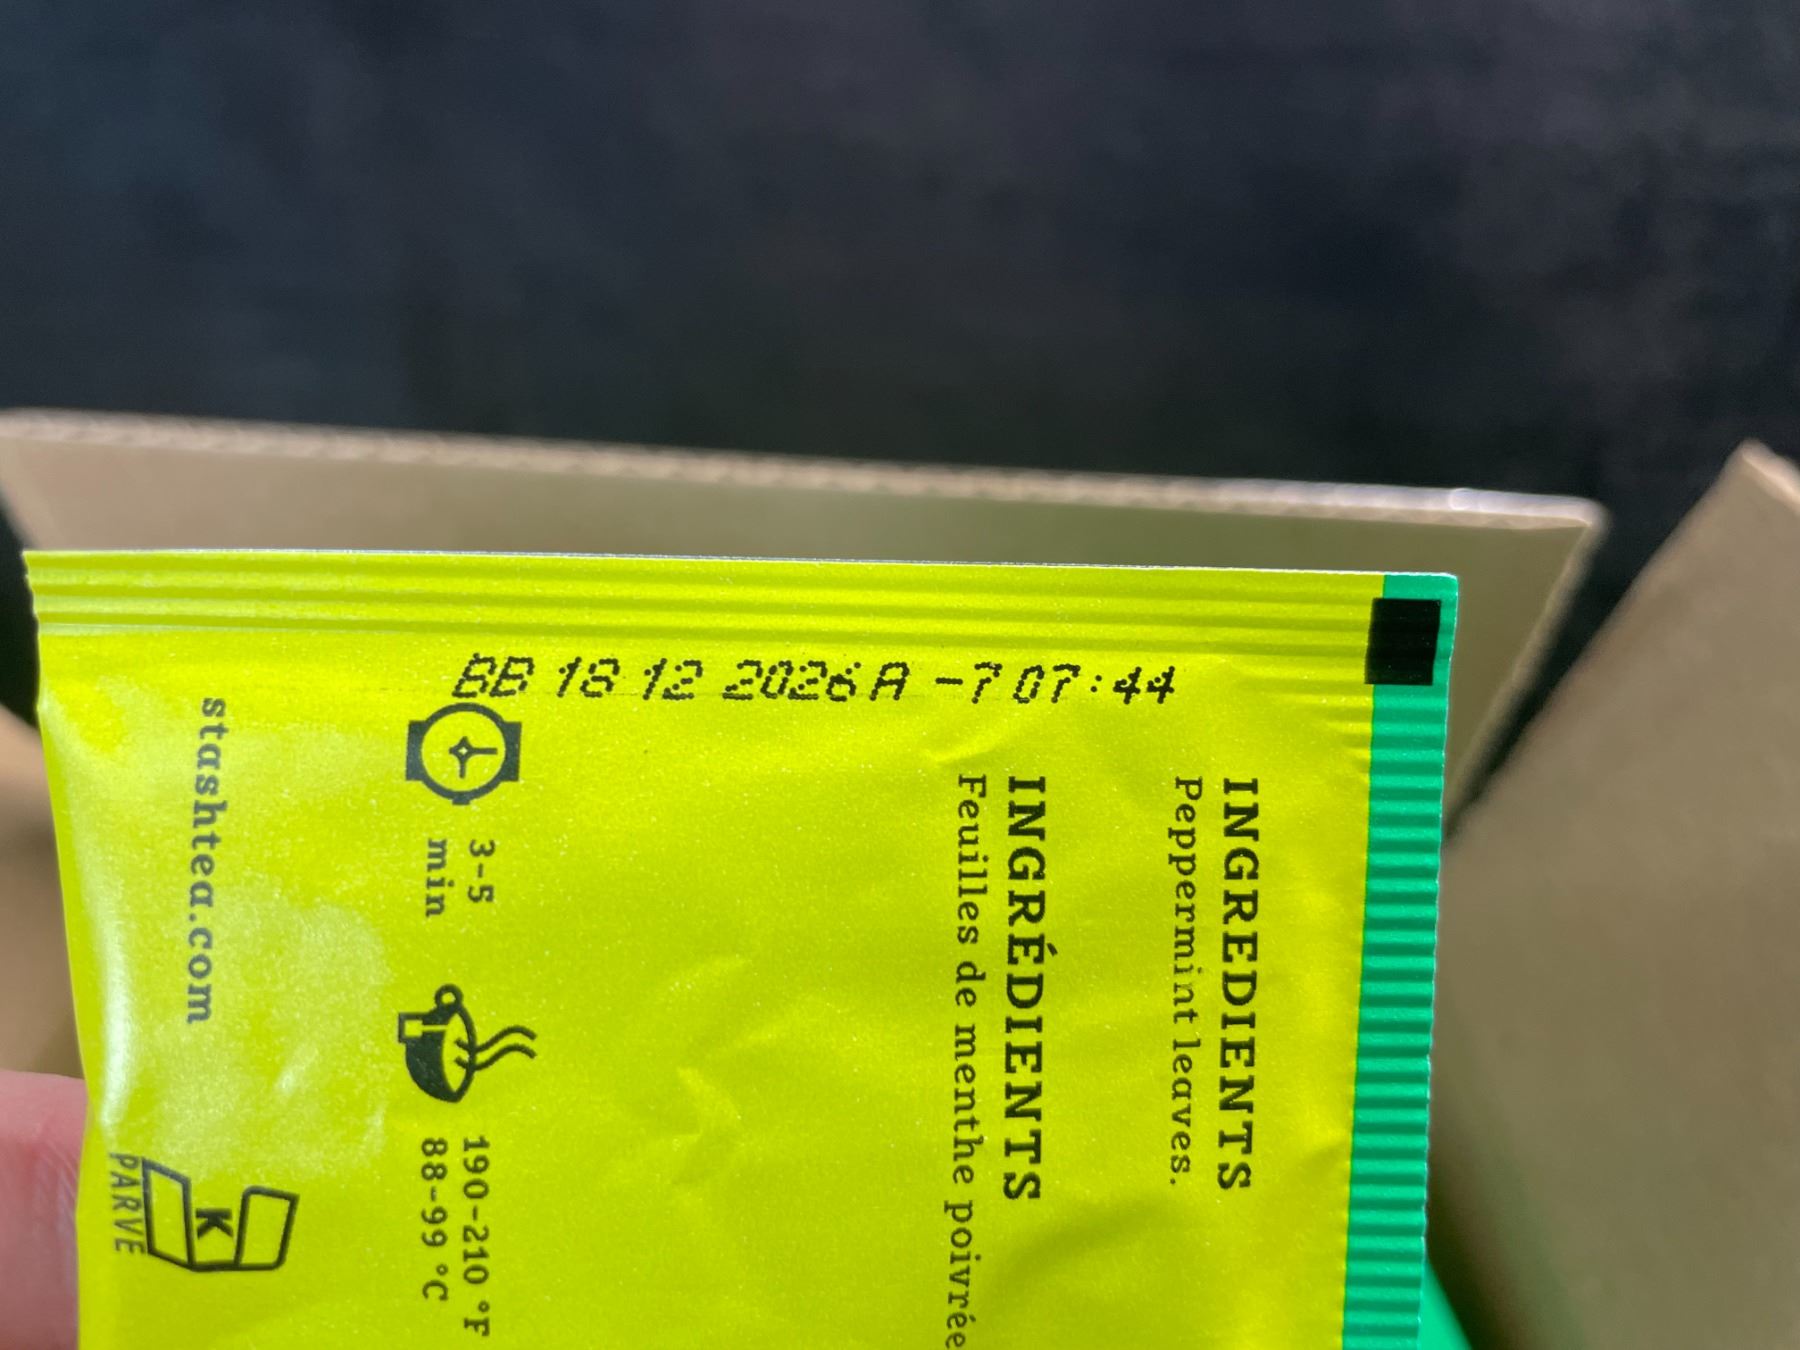 BB 18 12 2026 A -7 07:44
INGREDIENTS
Peppermint leaves.
INGRÉDIENTS
Feuilles de menthe poivrée
3-5
min
190-210 °F
88-99 °C
stashtea.com
K
PARVE